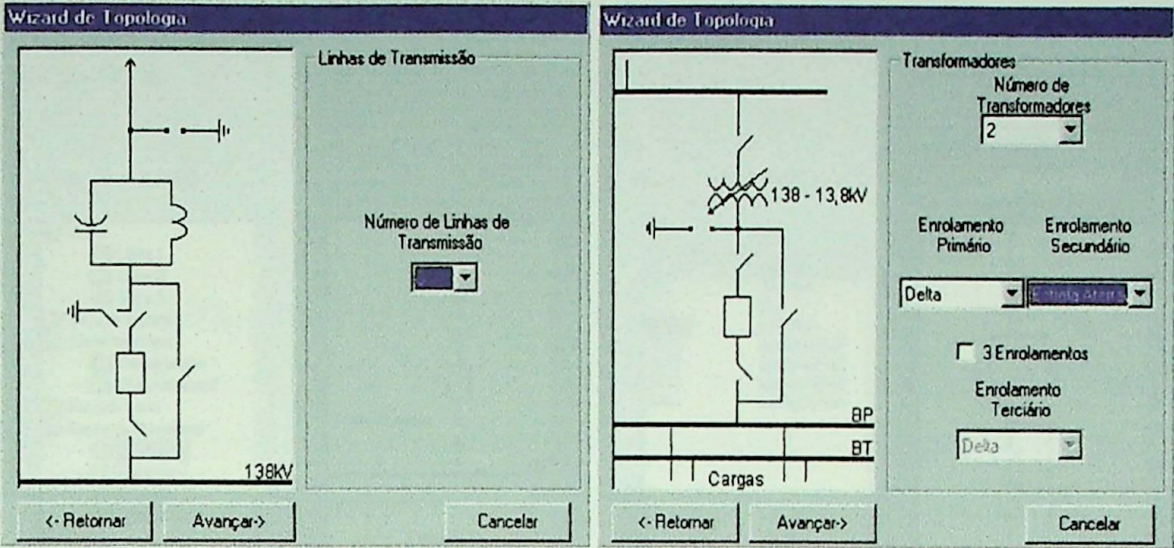 Wizard de Topologia
Linhas de Transmissão
Número de Linhas de
Transmissão
138kV
<- Retornar
Avançar->
Cancelar
Wizard de Topologia
Transformadores
Número de
Transformadores
2
138 - 13,8kV
Enrolamento
Primário
Enrolamento
Secundário
Delta
Estrela Aterra
3 Enrolamentos
Enrolamento
Terciário
Delta
BP
BT
Cargas
<- Retornar
Avançar->
Cancelar